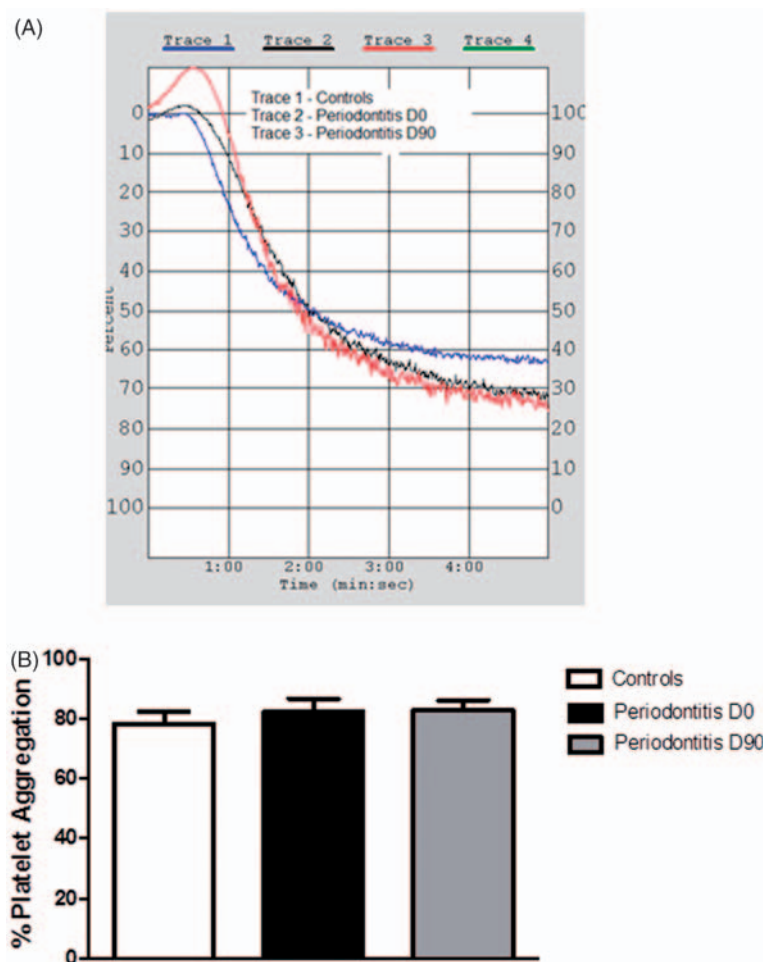 (A)
Trace 1 Trace 2 Trace 3 Trace 4
Trace 1 - Controls
Trace 2 - Periodontitis D0
Trace 3 - Periodontitis D90
0 100
10 90
20 80
30 70
40 60
50 50
60 40
70 30
80 20
90 10
100 0
Percent
1:00 2:00 3:00 4:00
Time (min:sec)
(B)
100
80
60
40
20
0
% Platelet Aggregation
Controls
Periodontitis D0
Periodontitis D90